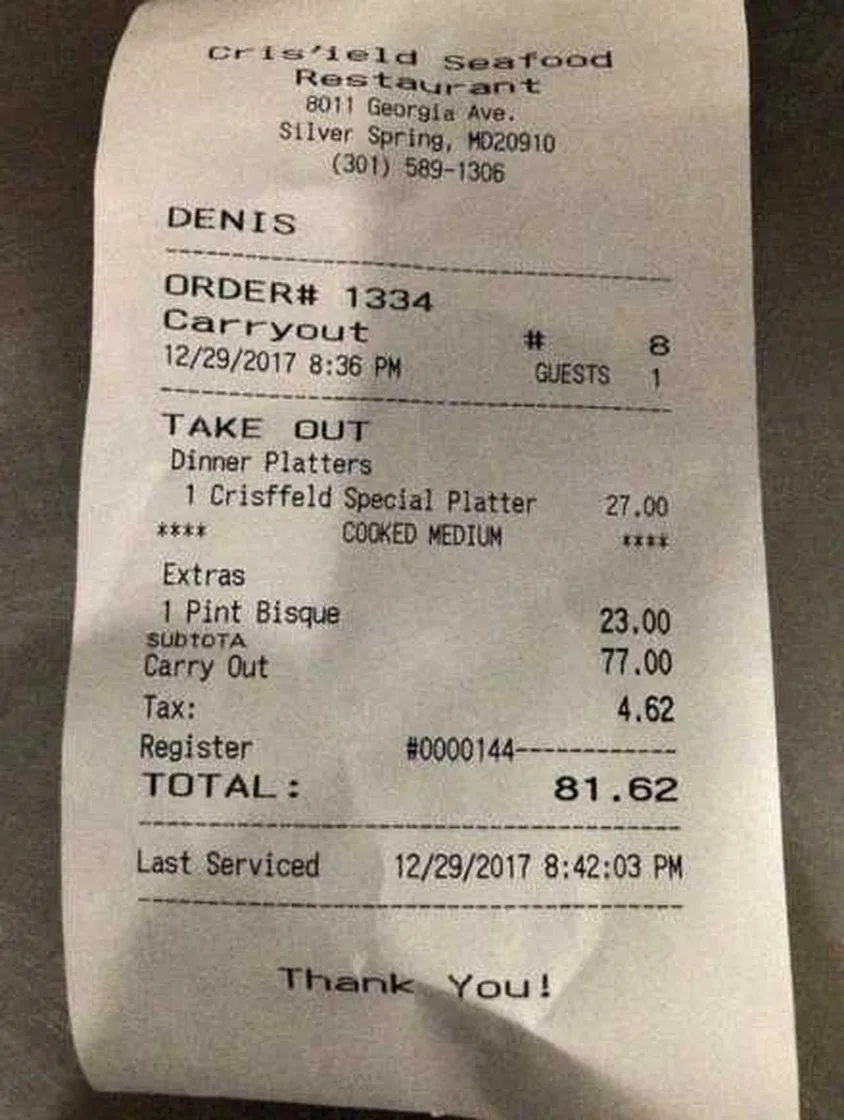 Cris'ield Seafood
Restaurant
8011 Georgia Ave.
Silver Spring, MD20910
(301) 589-1306
DENIS
ORDER# 1334
Carryout # 8
12/29/2017 8:36 PM GUESTS 1
TAKE OUT
Dinner Platters
1 Crisffeld Special Platter 27.00
**** COOKED MEDIUM ****
Extras
1 Pint Bisque 23.00
SUbTOTA
Carry Out 77.00
Tax: 4.62
Register #0000144------------
TOTAL: 81.62
Last Serviced 12/29/2017 8:42:03 PM
Thank You!